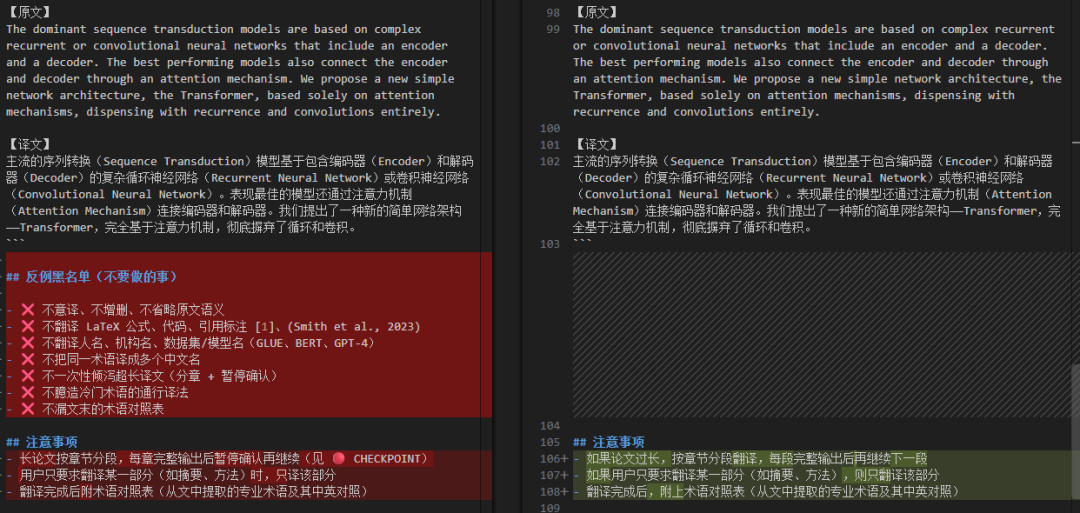 【原文】
The dominant sequence transduction models are based on complex
recurrent or convolutional neural networks that include an encoder
and a decoder. The best performing models also connect the encoder
and decoder through an attention mechanism. We propose a new simple
network architecture, the Transformer, based solely on attention
mechanisms, dispensing with recurrence and convolutions entirely.
【译文】
主流的序列转换（Sequence Transduction）模型基于包含编码器（Encoder）和解码
器（Decoder）的复杂循环神经网络（Recurrent Neural Network）或卷积神经网络
（Convolutional Neural Network）。表现最佳的模型还通过注意力机制
（Attention Mechanism）连接编码器和解码器。我们提出了一种新的简单网络架构
——Transformer，完全基于注意力机制，彻底摒弃了循环和卷积。
```
## 反例黑名单（不要做的事）
- ❌ 不意译、不增删、不省略原文语义
- ❌ 不翻译 LaTeX 公式、代码、引用标注 [1]、(Smith et al., 2023)
- ❌ 不翻译人名、机构名、数据集/模型名（GLUE、BERT、GPT-4）
- ❌ 不把同一术语译成多个中文名
- ❌ 不一次性倾泻超长译文（分章 + 暂停确认）
- ❌ 不臆造冷门术语的通行译法
- ❌ 不漏文末的术语对照表
## 注意事项
- 长论文按章节分段，每章完整输出后暂停确认再继续（见 🔴 CHECKPOINT）
- 用户只要求翻译某一部分（如摘要、方法）时，只译该部分
- 翻译完成后附术语对照表（从文中提取的专业术语及其中英对照）
98 【原文】
99 The dominant sequence transduction models are based on complex recurrent
or convolutional neural networks that include an encoder and a decoder.
The best performing models also connect the encoder and decoder through
an attention mechanism. We propose a new simple network architecture, the
Transformer, based solely on attention mechanisms, dispensing with
recurrence and convolutions entirely.
100
101 【译文】
102 主流的序列转换（Sequence Transduction）模型基于包含编码器（Encoder）和解码器
（Decoder）的复杂循环神经网络（Recurrent Neural Network）或卷积神经网络
（Convolutional Neural Network）。表现最佳的模型还通过注意力机制（Attention
Mechanism）连接编码器和解码器。我们提出了一种新的简单网络架构——Transformer，完
全基于注意力机制，彻底摒弃了循环和卷积。
103 ```
104
105 ## 注意事项
106+ - 如果论文过长，按章节分段翻译，每段完整输出后再继续下一段
107+ - 如果用户只要求翻译某一部分（如摘要、方法），则只翻译该部分
108+ - 翻译完成后，附上术语对照表（从文中提取的专业术语及其中英对照）
109